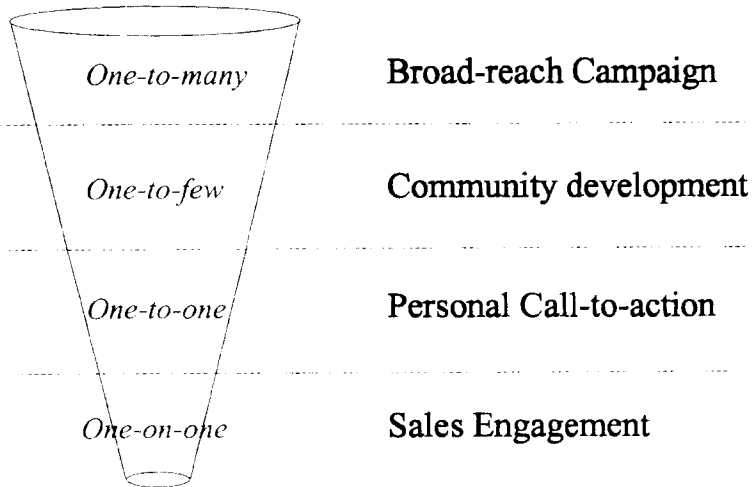 One-to-many Broad-reach Campaign
One-to-few Community development
One-to-one Personal Call-to-action
One-on-one Sales Engagement